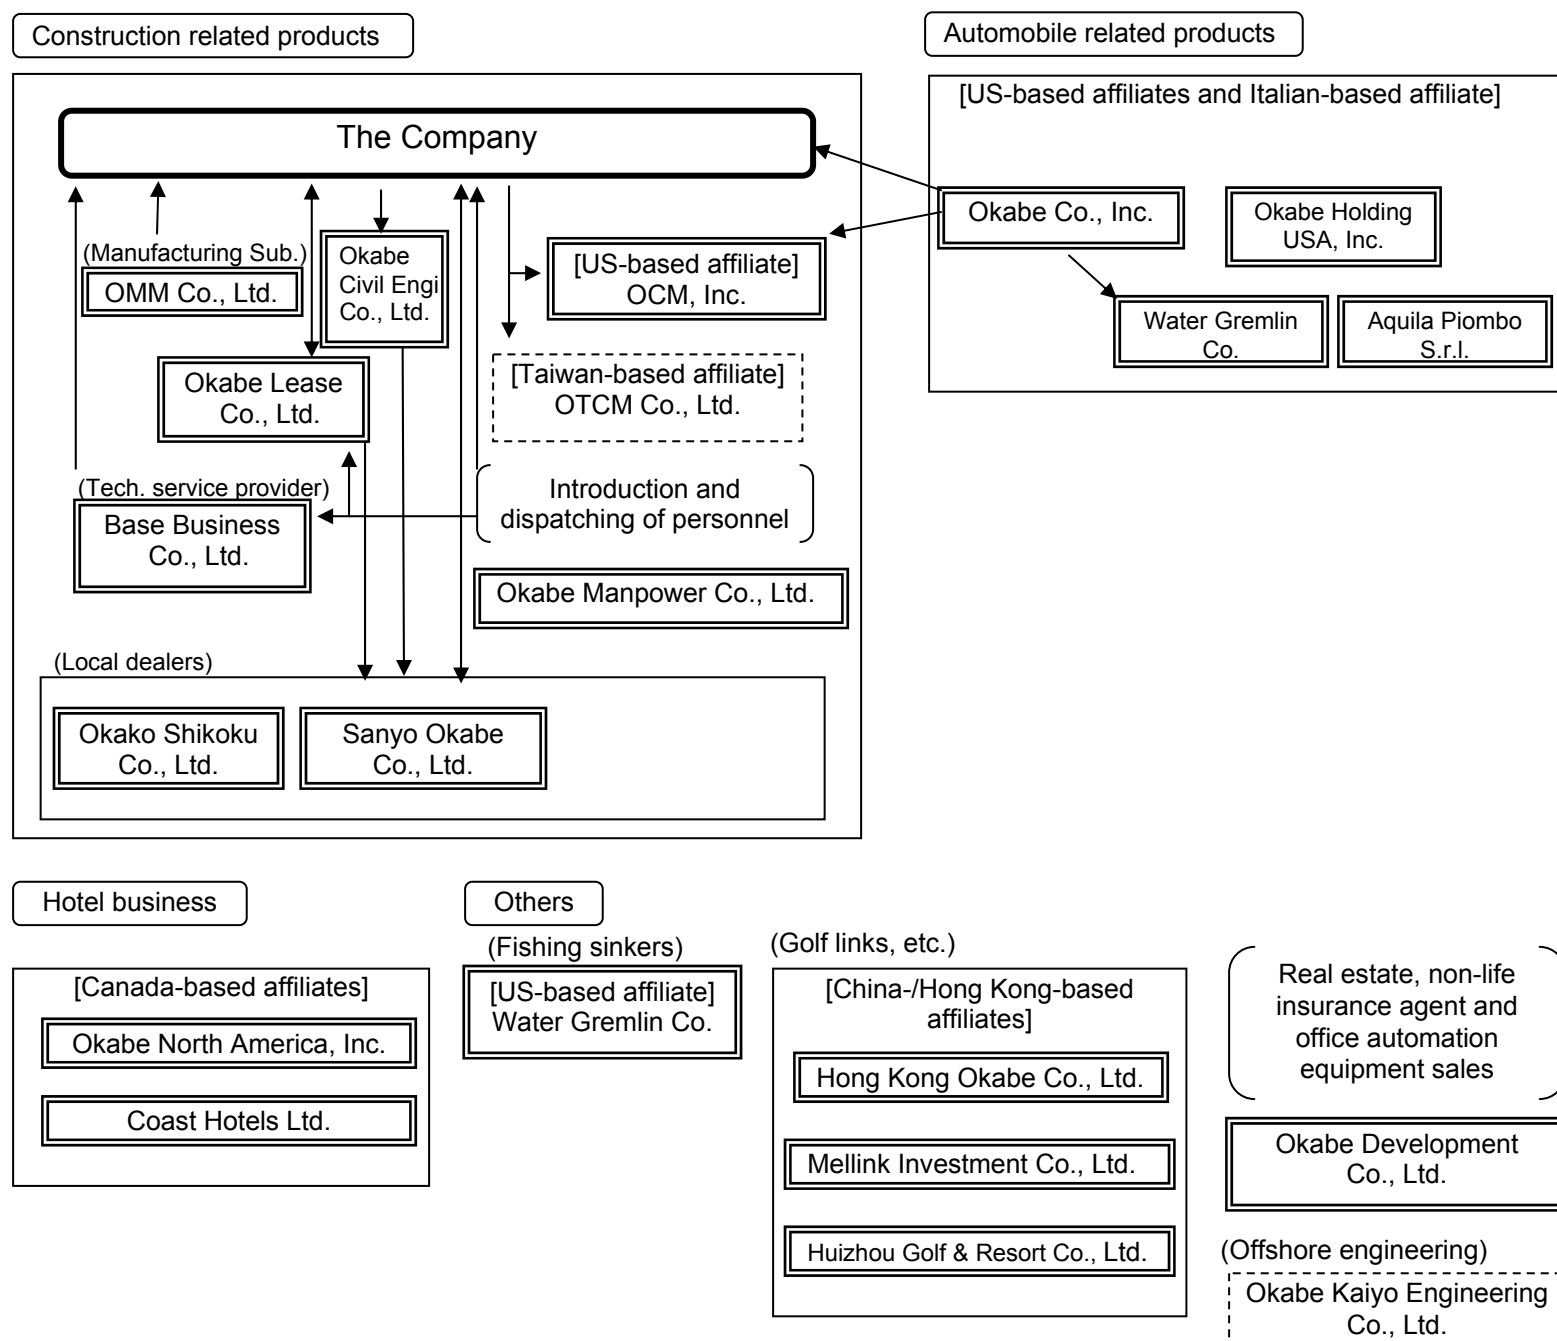 Construction related products
The Company
(Manufacturing Sub.)
OMM Co., Ltd.
Okabe
Civil Engi
Co., Ltd.
[US-based affiliate]
OCM, Inc.
Okabe Lease
Co., Ltd.
[Taiwan-based affiliate]
OTCM Co., Ltd.
(Tech. service provider)
Base Business
Co., Ltd.
Introduction and
dispatching of personnel
Okabe Manpower Co., Ltd.
(Local dealers)
Okako Shikoku
Co., Ltd.
Sanyo Okabe
Co., Ltd.
Automobile related products
[US-based affiliates and Italian-based affiliate]
Okabe Co., Inc.
Okabe Holding
USA, Inc.
Water Gremlin
Co.
Aquila Piombo
S.r.l.
Hotel business
[Canada-based affiliates]
Okabe North America, Inc.
Coast Hotels Ltd.
Others
(Fishing sinkers)
[US-based affiliate]
Water Gremlin Co.
(Golf links, etc.)
[China-/Hong Kong-based
affiliates]
Hong Kong Okabe Co., Ltd.
Mellink Investment Co., Ltd.
Huizhou Golf & Resort Co., Ltd.
Real estate, non-life
insurance agent and
office automation
equipment sales
Okabe Development
Co., Ltd.
(Offshore engineering)
Okabe Kaiyo Engineering
Co., Ltd.